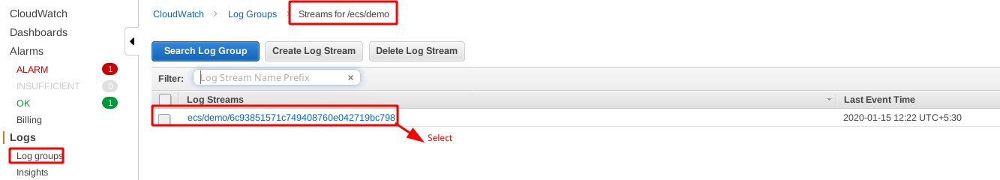 CloudWatch
Dashboards
Alarms
ALARM 1
INSUFFICIENT 0
OK 1
Billing
Logs
Log groups
Insights
CloudWatch > Log Groups > Streams for /ecs/demo
Search Log Group Create Log Stream Delete Log Stream
Filter: Log Stream Name Prefix ×
Log Streams Last Event Time
ecs/demo/6c93851571c749408760e042719bc798 2020-01-15 12:22 UTC+5:30
Select